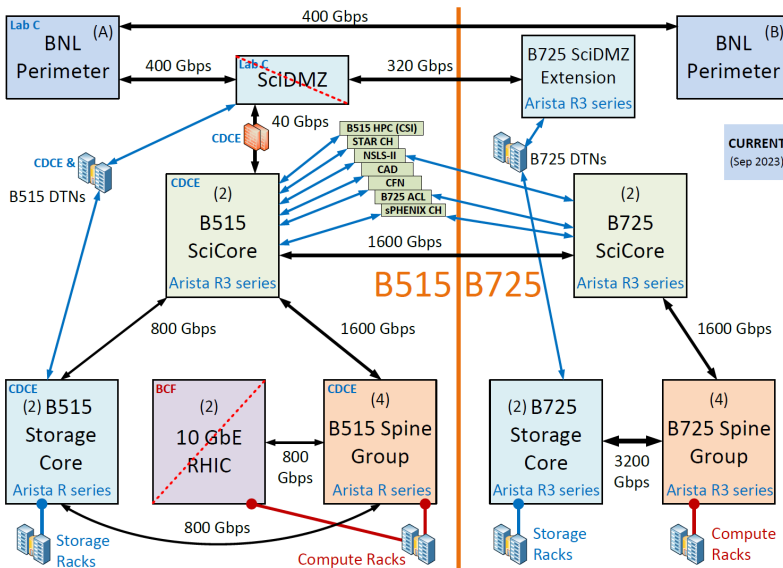 400 Gbps
Lab C
(A)
BNL
Perimeter
400 Gbps
Lab C
SciDMZ
320 Gbps
B725 SciDMZ
Extension
Arista R3 series
(B)
BNL
Perimeter
40 Gbps
CDCE
B515 HPC (CSI)
STAR CH
NSLS-II
CAD
CFN
B725 ACL
sPHENIX CH
CURRENT
(Sep 2023)
CDCE &
B515 DTNs
B725 DTNs
CDCE
(2)
B515
SciCore
Arista R3 series
1600 Gbps
(2)
B725
SciCore
Arista R3 series
B515 B725
800 Gbps
1600 Gbps
1600 Gbps
CDCE
(2) B515
Storage
Core
Arista R series
BCF
(2)
10 GbE
RHIC
800
Gbps
CDCE
(4)
B515 Spine
Group
Arista R series
(2) B725
Storage
Core
Arista R3 series
3200
Gbps
(4)
B725 Spine
Group
Arista R3 series
800 Gbps
Storage
Racks
Compute Racks
Storage
Racks
Compute
Racks